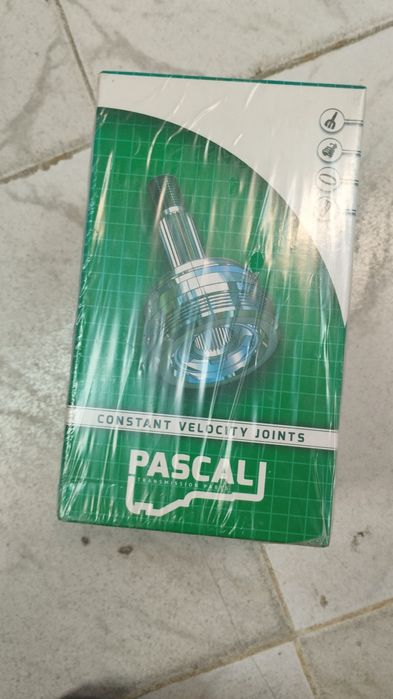 CONSTANT VELOCITY JOINTS
PASCAL
TRANSMISSION PARTS